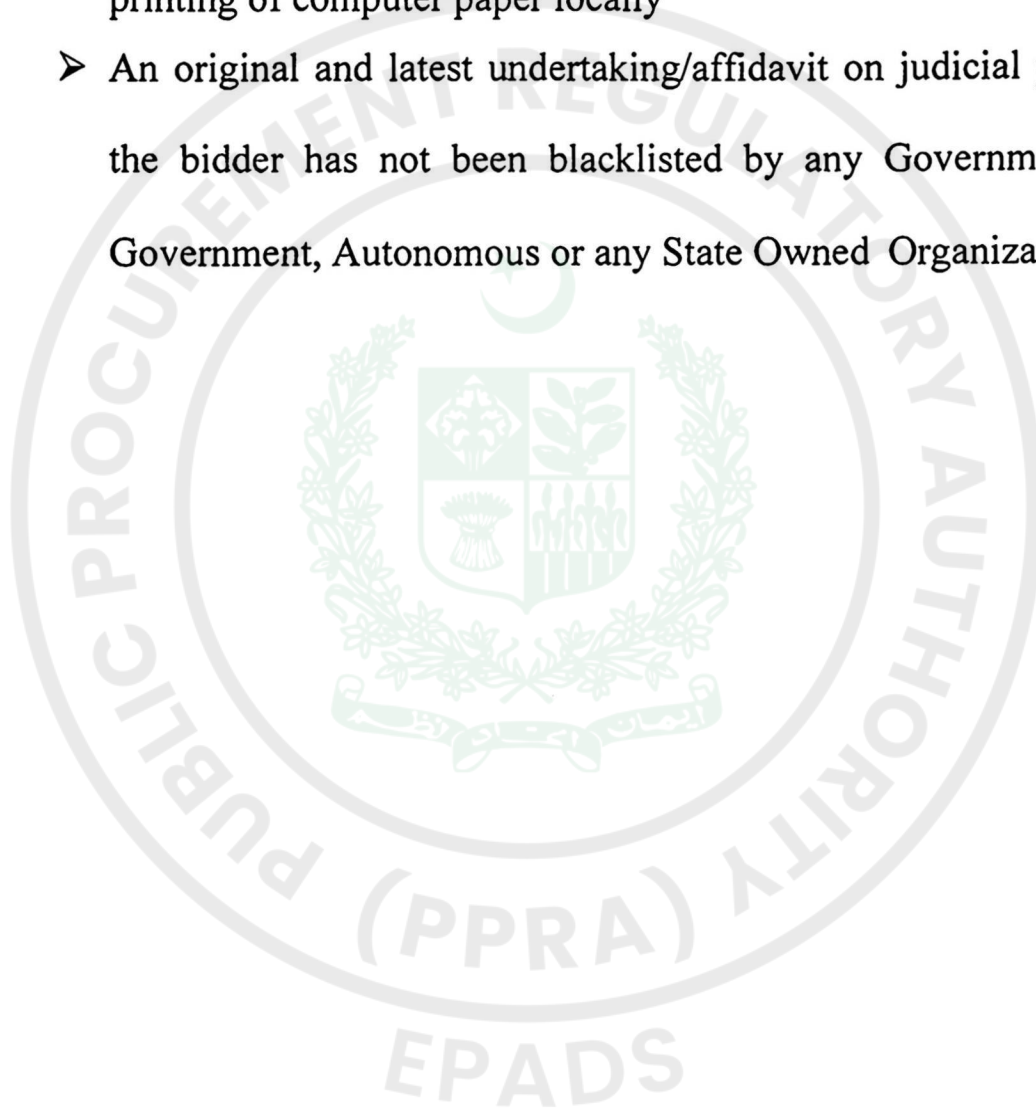 printing of computer paper locally
➤ An original and latest undertaking/affidavit on judicial
the bidder has not been blacklisted by any Governm
Government, Autonomous or any State Owned Organiza
PUBLIC PROCUREMENT REGULATORY AUTHORITY
(PPRA)
EPADS